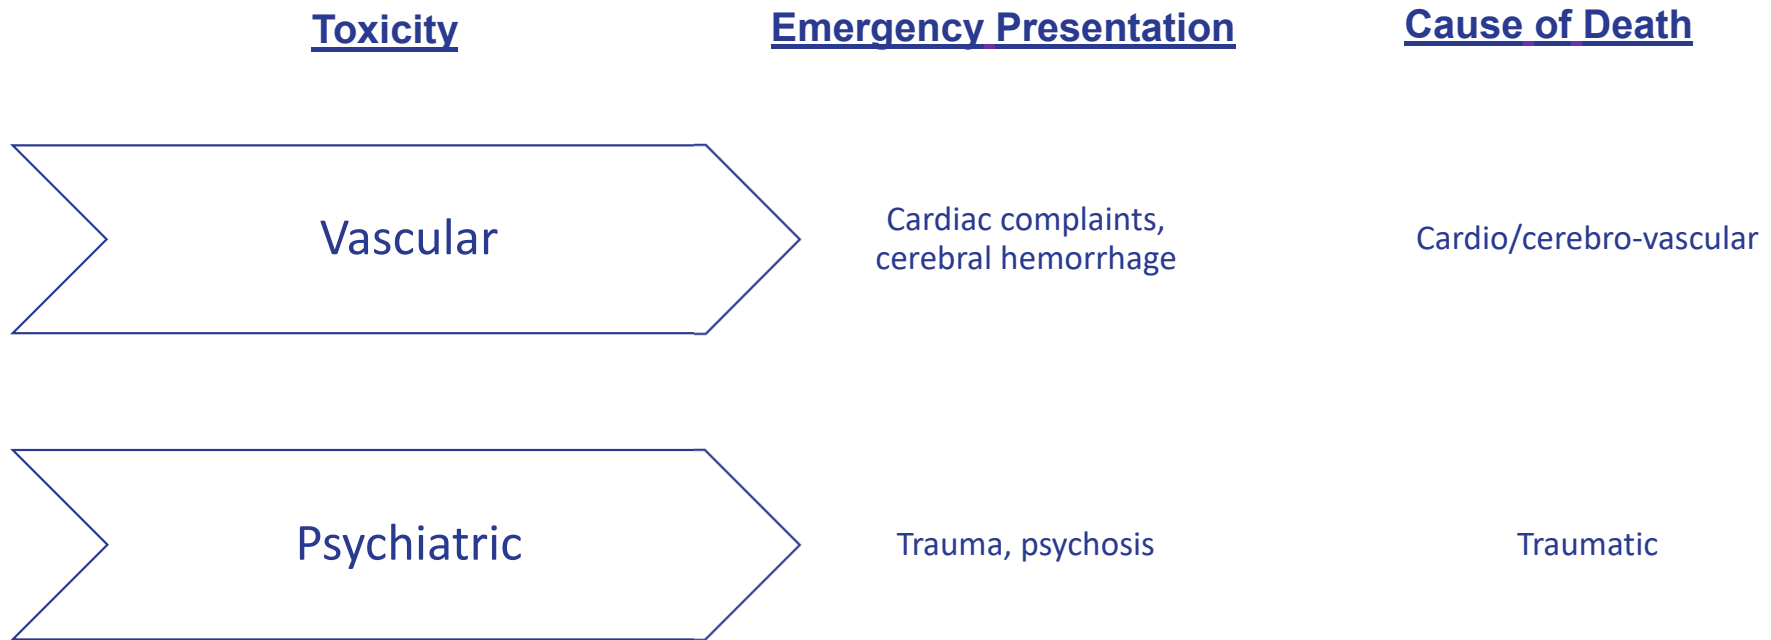 Toxicity
Emergency Presentation
Cause of Death
Vascular
Cardiac complaints,
cerebral hemorrhage
Cardio/cerebro-vascular
Psychiatric
Trauma, psychosis
Traumatic